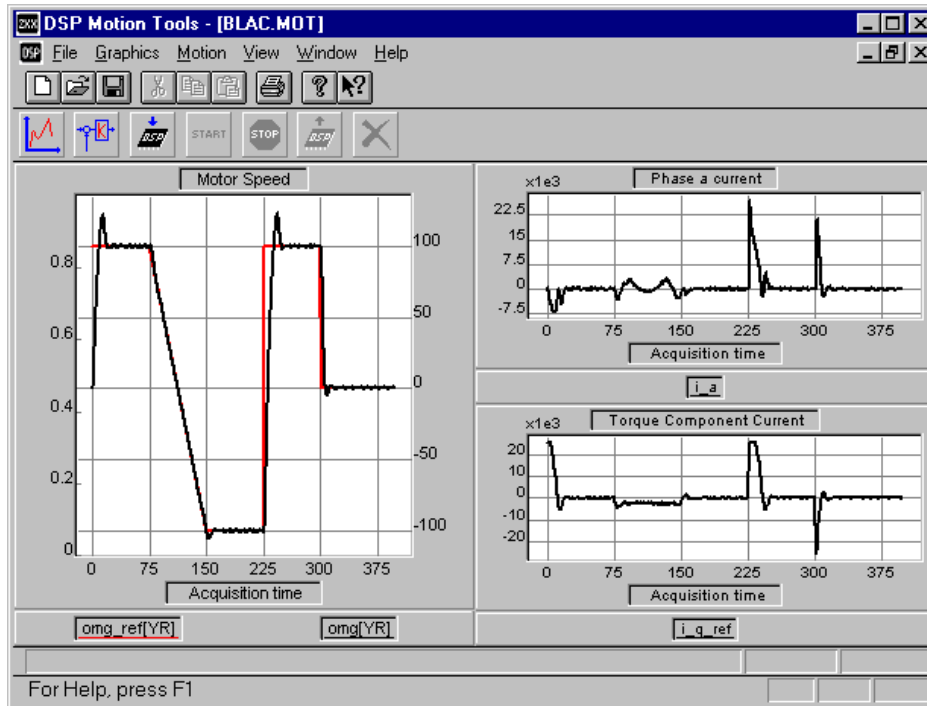 DSP Motion Tools - [BLAC.MOT]
File Graphics Motion View Window Help
DSP START STOP DSP
Motor Speed
0.8
0.6
0.4
0.2
0
100
50
0
-50
-100
0 75 150 225 300 375
Acquisition time
omg_ref[YR] omg[YR]
x1e3 Phase a current
22.5
15
7.5
0
-7.5
0 75 150 225 300 375
Acquisition time
i_a
x1e3 Torque Component Current
20
10
0
-10
-20
0 75 150 225 300 375
Acquisition time
i_q_ref
For Help, press F1